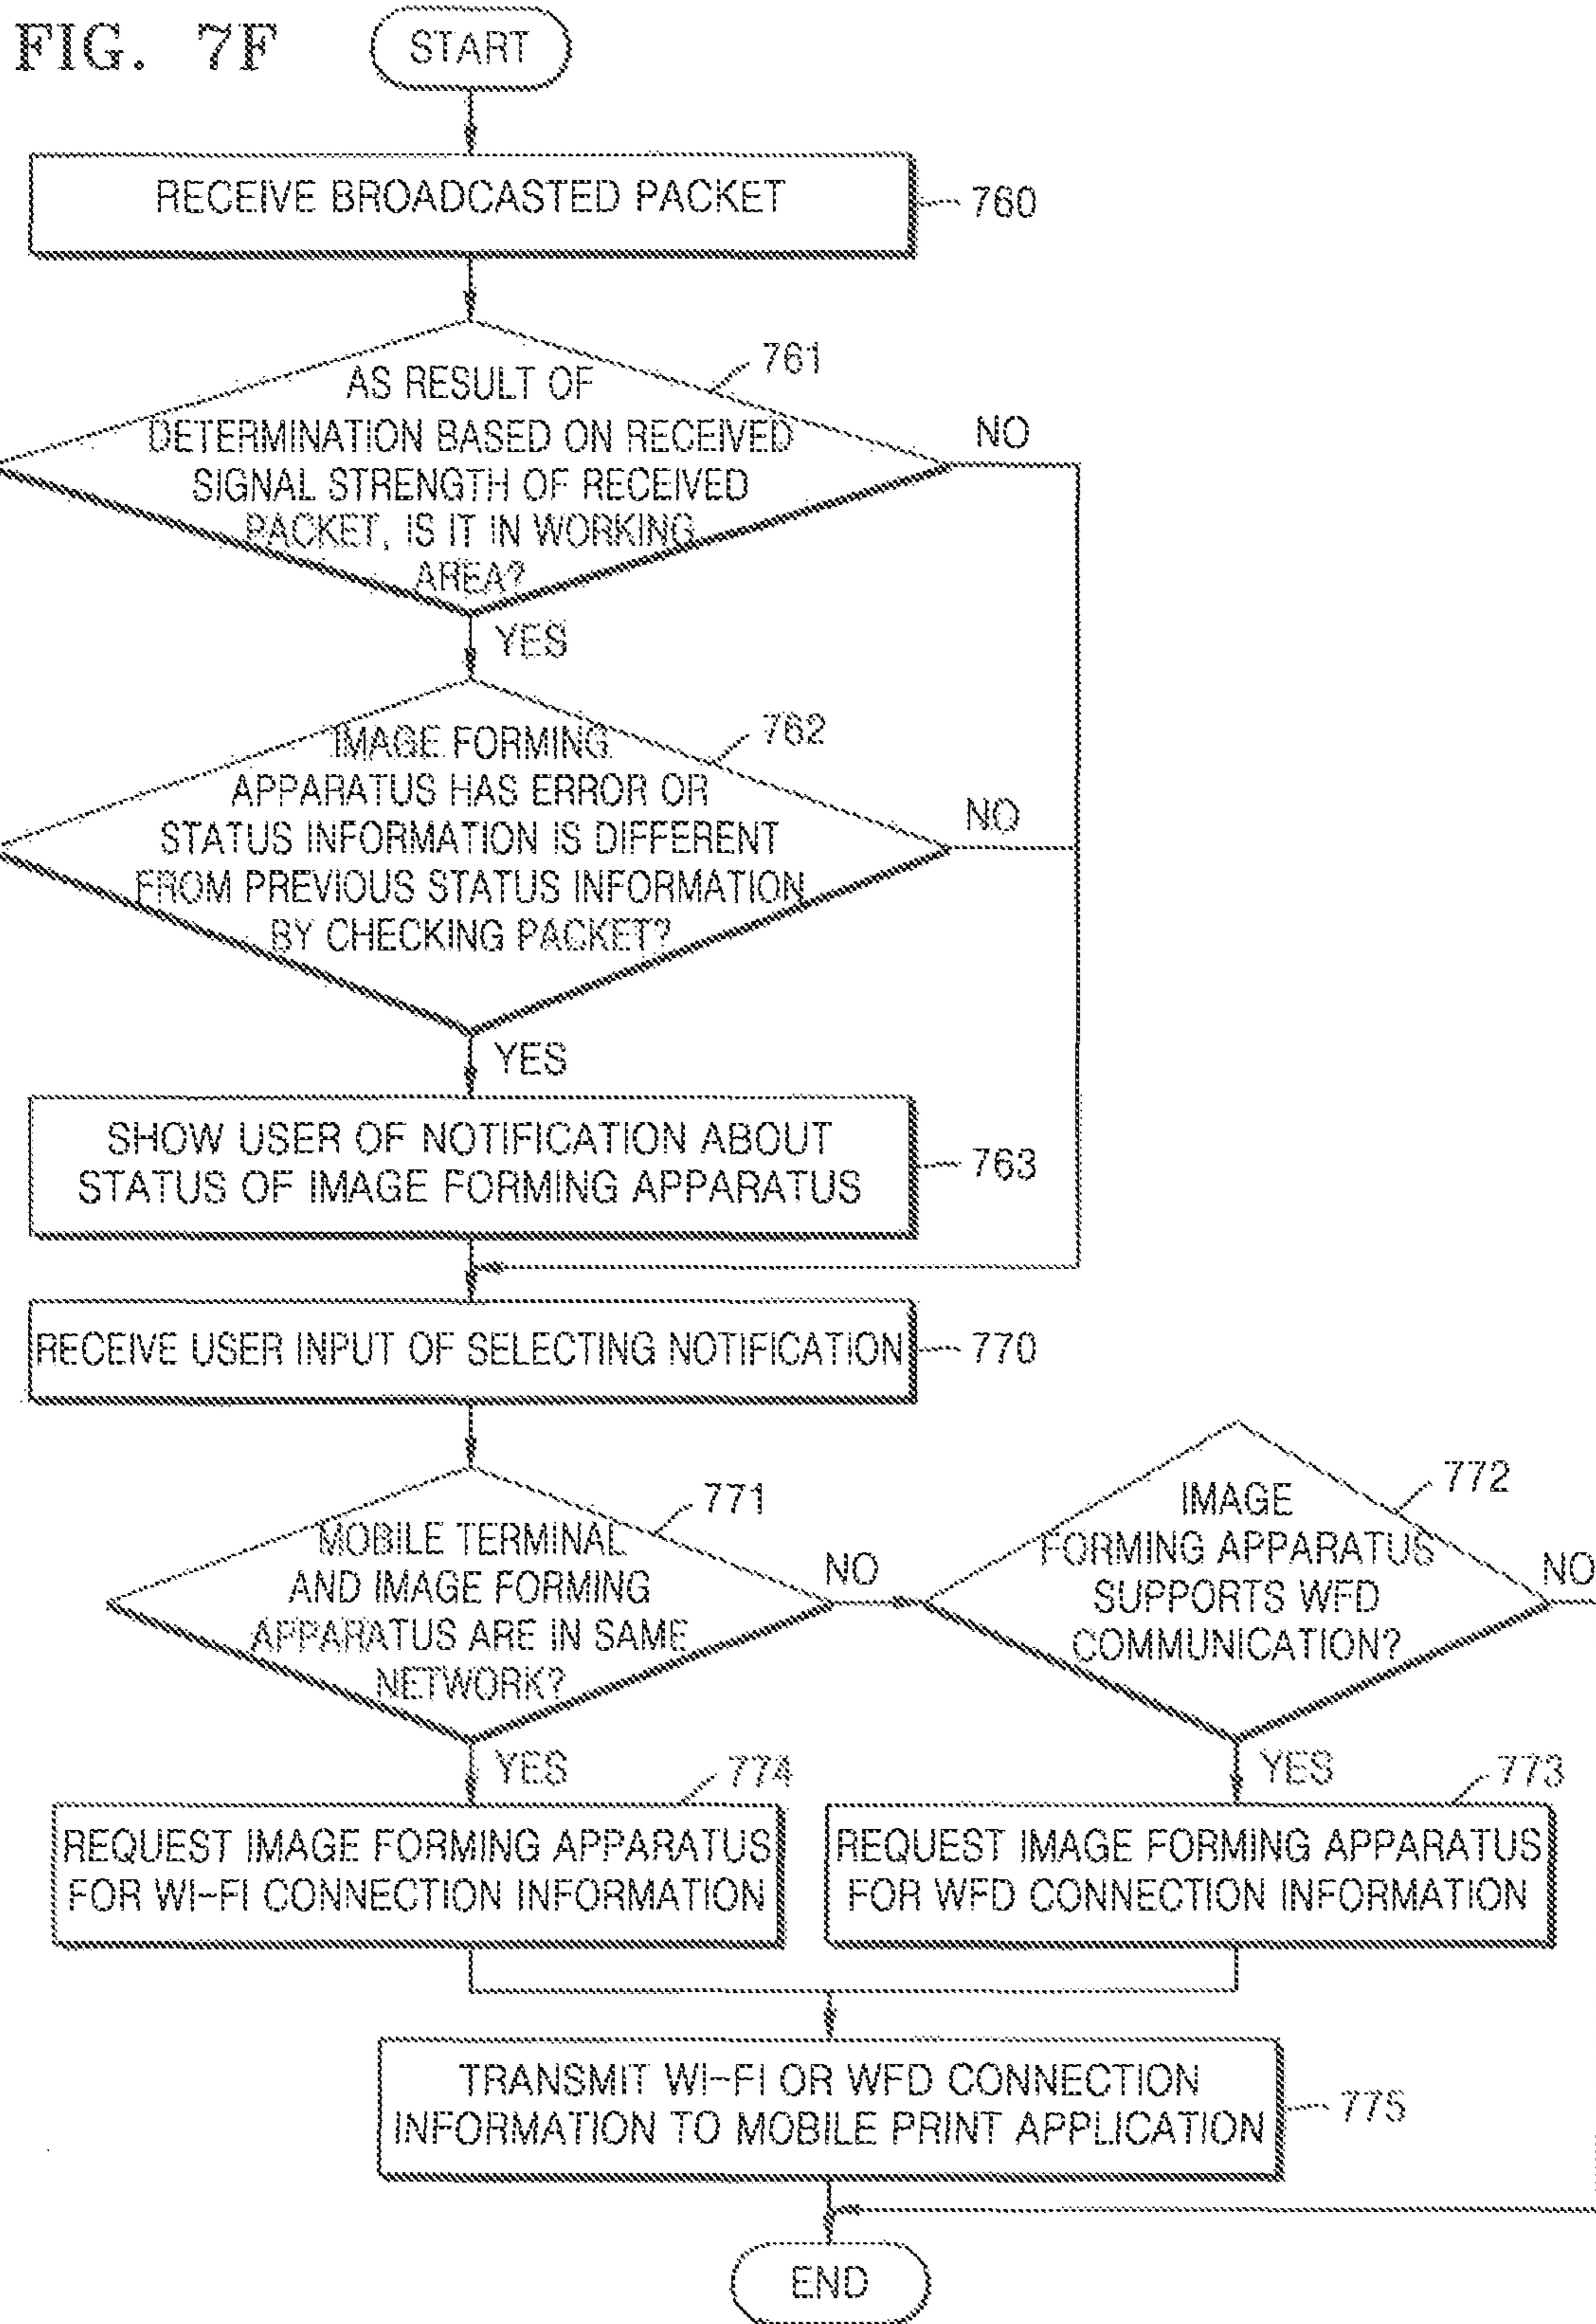 FIG. 7F
START
RECEIVE BROADCASTED PACKET
760
761
AS RESULT OF
DETERMINATION BASED ON RECEIVED
SIGNAL STRENGTH OF RECEIVED
PACKET, IS IT IN WORKING
AREA?
NO
YES
762
IMAGE FORMING
APPARATUS HAS ERROR OR
STATUS INFORMATION IS DIFFERENT
FROM PREVIOUS STATUS INFORMATION
BY CHECKING PACKET?
NO
YES
SHOW USER OF NOTIFICATION ABOUT
STATUS OF IMAGE FORMING APPARATUS
763
RECEIVE USER INPUT OF SELECTING NOTIFICATION
770
771
MOBILE TERMINAL
AND IMAGE FORMING
APPARATUS ARE IN SAME
NETWORK?
NO
772
IMAGE
FORMING APPARATUS
SUPPORTS WFD
COMMUNICATION?
NO
YES
774
YES
773
REQUEST IMAGE FORMING APPARATUS
FOR WI-FI CONNECTION INFORMATION
REQUEST IMAGE FORMING APPARATUS
FOR WFD CONNECTION INFORMATION
TRANSMIT WI-FI OR WFD CONNECTION
INFORMATION TO MOBILE PRINT APPLICATION
775
END